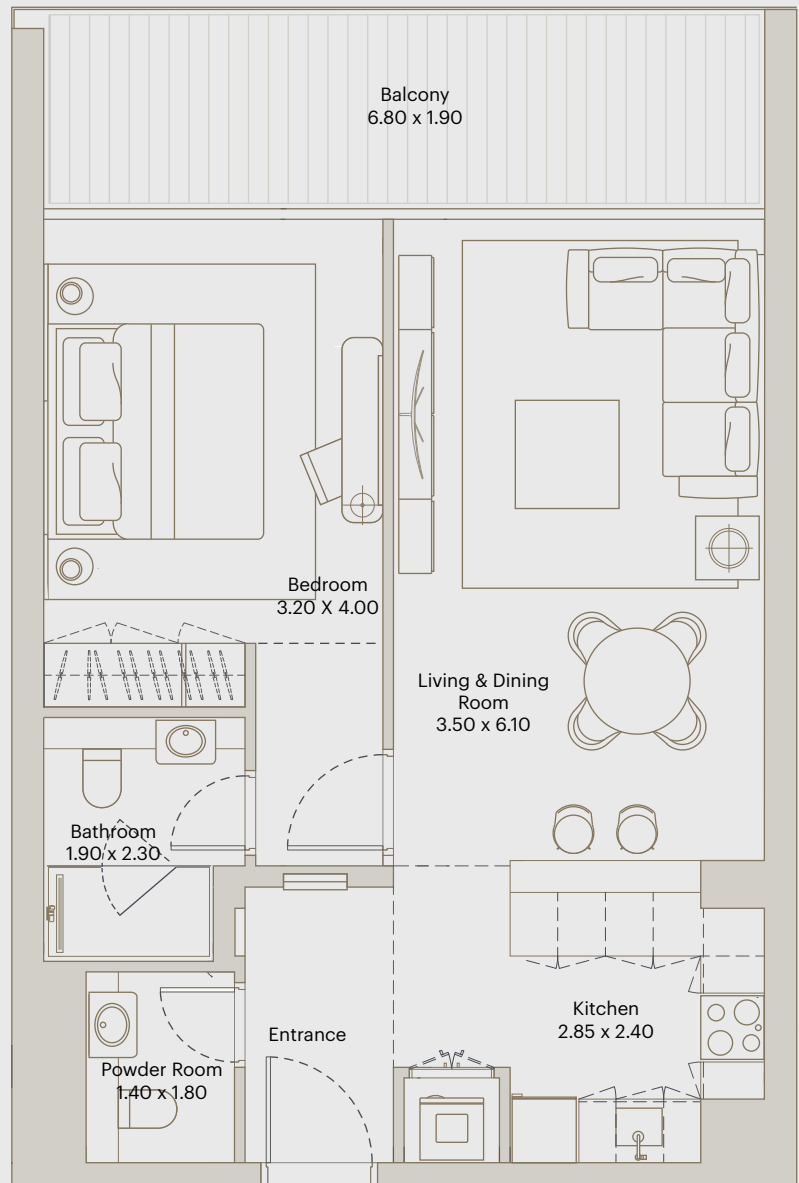 Balcony
6.80 x 1.90
Bedroom
3.20 X 4.00
Living & Dining
Room
3.50 x 6.10
Bathroom
1.90 x 2.30
Kitchen
2.85 x 2.40
Entrance
Powder Room
1.40 x 1.80